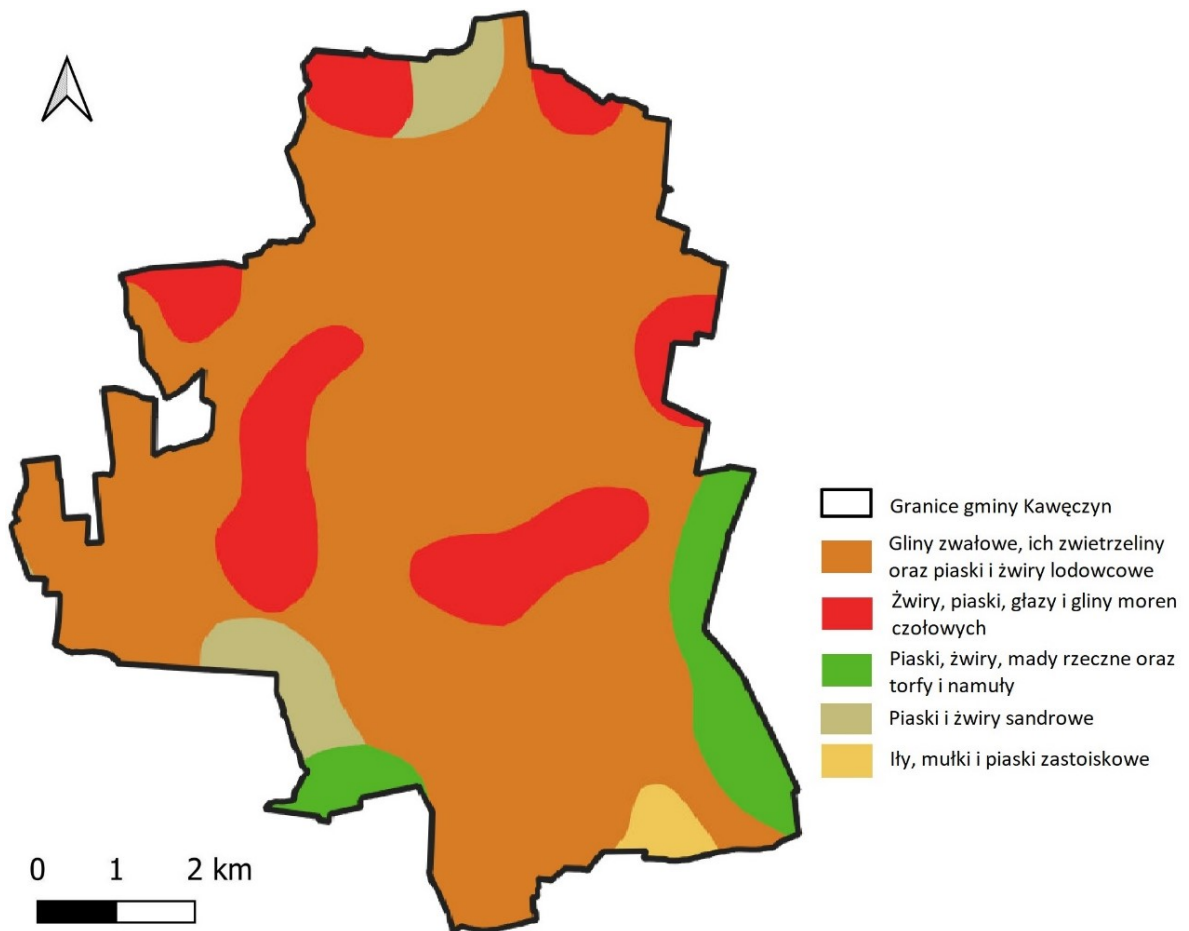 Granice gminy Kawęczyn
Gliny zwałowe, ich zwietrzeliny
oraz piaski i żwiry lodowcowe
Żwiry, piaski, głazy i gliny moren
czołowych
Piaski, żwiry, mady rzeczne oraz
torfy i namuły
Piaski i żwiry sandrowe
Iły, mułki i piaski zastoiskowe
0 1 2 km